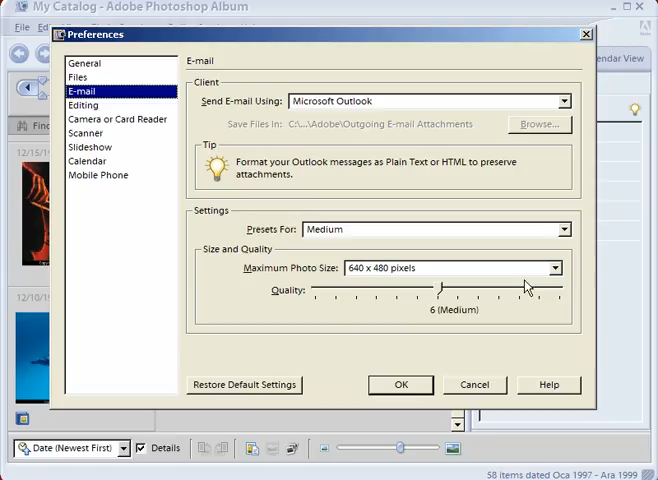 My Catalog - Adobe Photoshop Album
File Edit
Preferences
General
Files
E-mail
Editing
Camera or Card Reader
Scanner
Slideshow
Calendar
Mobile Phone
E-mail
Client
Send E-mail Using: Microsoft Outlook
Save Files In: C:\...\Adobe\Outgoing E-mail Attachments Browse...
Tip
Format your Outlook messages as Plain Text or HTML to preserve
attachments.
Settings
Presets For: Medium
Size and Quality
Maximum Photo Size: 640 x 480 pixels
Quality:
6 (Medium)
Restore Default Settings OK Cancel Help
endar View
Find
12/15/
12/10/
Date (Newest First) Details
58 items dated Oca 1997 - Ara 1999